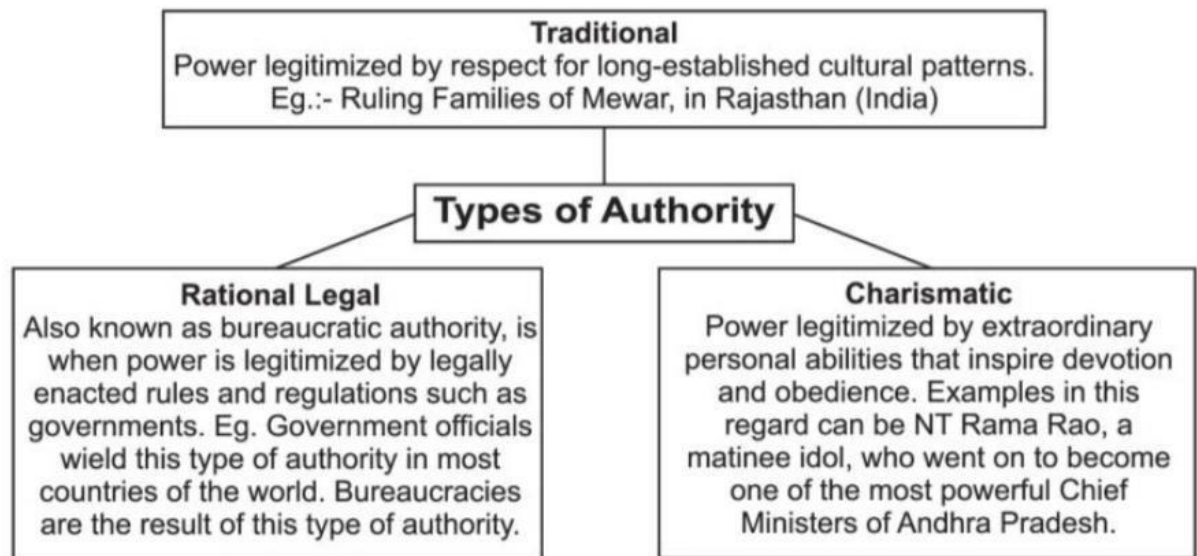 Traditional
Power legitimized by respect for long-established cultural patterns.
Eg.:- Ruling Families of Mewar, in Rajasthan (India)
Types of Authority
Rational Legal
Also known as bureaucratic authority, is
when power is legitimized by legally
enacted rules and regulations such as
governments. Eg. Government officials
wield this type of authority in most
countries of the world. Bureaucracies
are the result of this type of authority.
Charismatic
Power legitimized by extraordinary
personal abilities that inspire devotion
and obedience. Examples in this
regard can be NT Rama Rao, a
matinee idol, who went on to become
one of the most powerful Chief
Ministers of Andhra Pradesh.